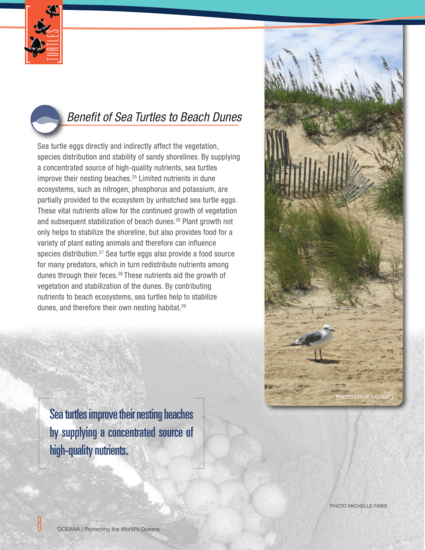 TURTLES
Benefit of Sea Turtles to Beach Dunes
Sea turtle eggs directly and indirectly affect the vegetation,
species distribution and stability of sandy shorelines. By supplying
a concentrated source of high-quality nutrients, sea turtles
improve their nesting beaches.25 Limited nutrients in dune
ecosystems, such as nitrogen, phosphorus and potassium, are
partially provided to the ecosystem by unhatched sea turtle eggs.
These vital nutrients allow for the continued growth of vegetation
and subsequent stabilization of beach dunes.26 Plant growth not
only helps to stabilize the shoreline, but also provides food for a
variety of plant eating animals and therefore can influence
species distribution.27 Sea turtle eggs also provide a food source
for many predators, which in turn redistribute nutrients among
dunes through their feces.28 These nutrients aid the growth of
vegetation and stabilization of the dunes. By contributing
nutrients to beach ecosystems, sea turtles help to stabilize
dunes, and therefore their own nesting habitat.29
PHOTO
Sea turtles improve their nesting beaches
by supplying a concentrated source of
high-quality nutrients.
PHOTO MICHELLE
8
OCEANA | Protecting the World's Oceans